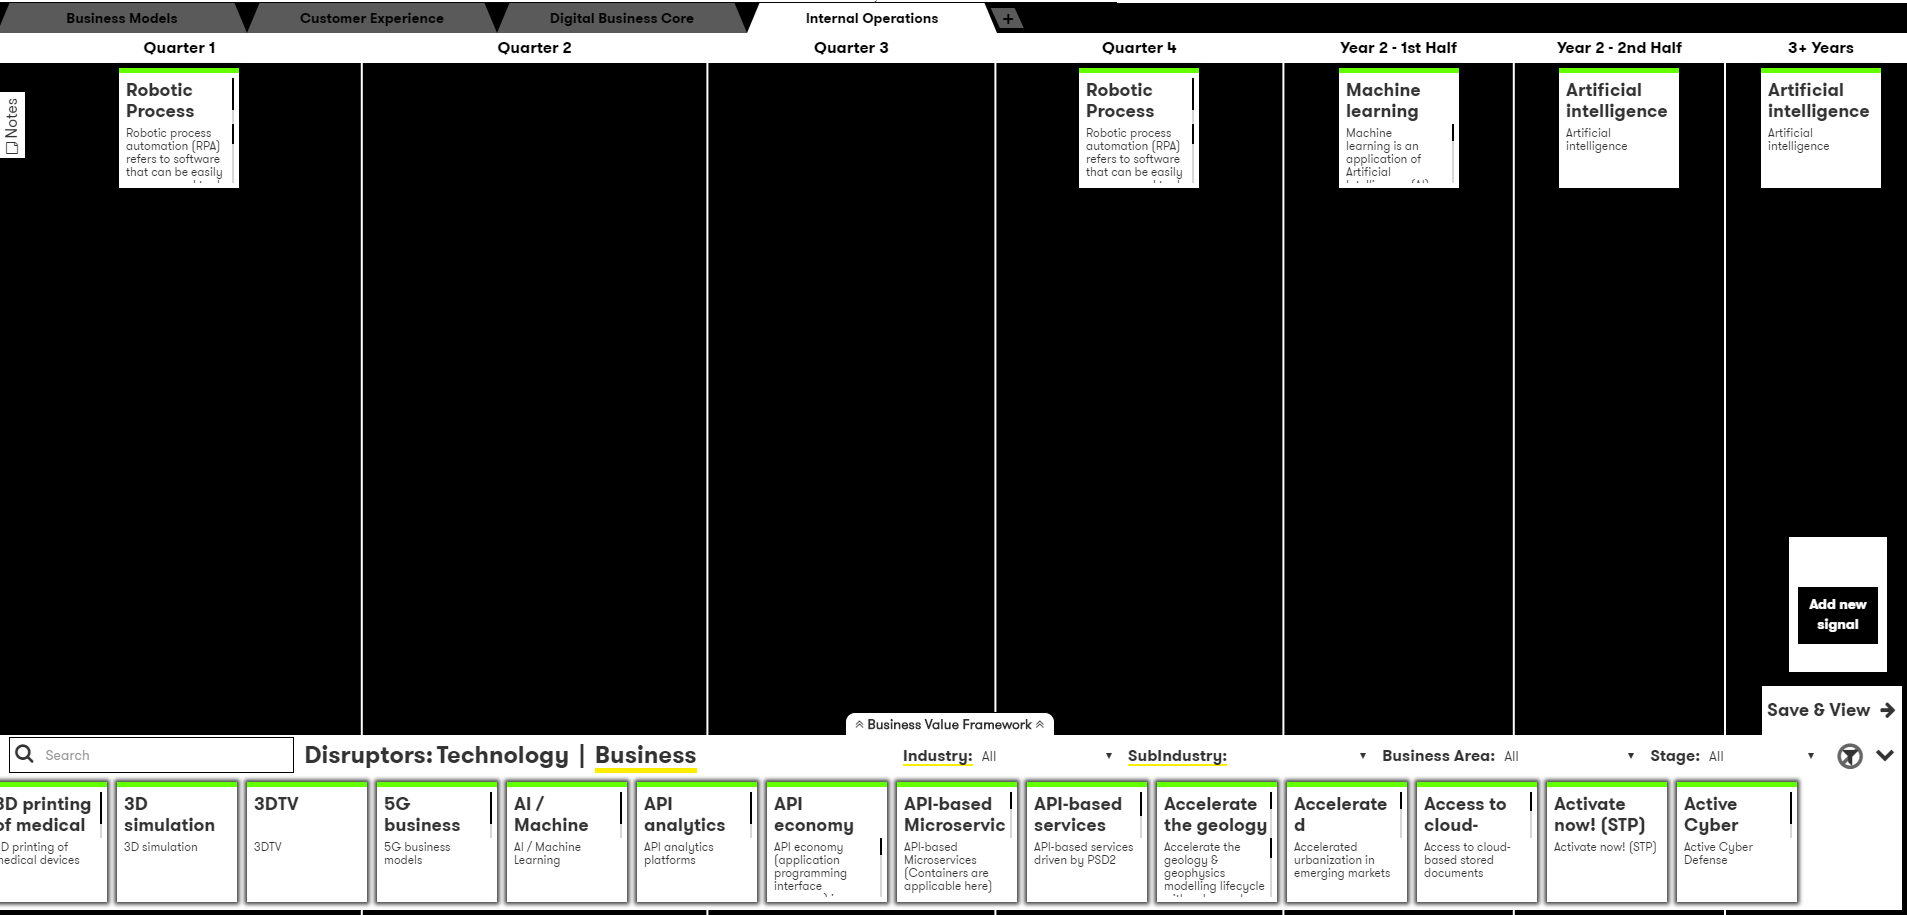 Business Models
Customer Experience
Digital Business Core
Internal Operations
+
Quarter 1
Quarter 2
Quarter 3
Quarter 4
Year 2 - 1st Half
Year 2 - 2nd Half
3+ Years
Notes
Robotic
Process
Robotic process
automation (RPA)
refers to software
that can be easily
Robotic
Process
Robotic process
automation (RPA)
refers to software
that can be easily
Machine
learning
Machine
learning is an
application of
Artificial
Artificial
intelligence
Artificial
intelligence
Artificial
intelligence
Artificial
intelligence
Add new
signal
Save & View
Business Value Framework
Search
Disruptors: Technology | Business
Industry: All
SubIndustry:
Business Area: All
Stage: All
3D printing
of medical
3D printing of
medical devices
3D
simulation
3D simulation
3DTV
3DTV
5G
business
5G business
models
AI /
Machine
AI / Machine
Learning
API
analytics
API analytics
platforms
API
economy
API economy
(application
programming
interface
API-based
Microservic
API-based
Microservices
(Containers are
applicable here)
API-based
services
API-based services
driven by PSD2
Accelerate
the geology
Accelerate the
geology &
geophysics
modelling lifecycle
Accelerate
d
Accelerated
urbanization in
emerging markets
Access to
cloud-
Access to cloud-
based stored
documents
Activate
now! (STP)
Activate now! (STP)
Active
Cyber
Active Cyber
Defense